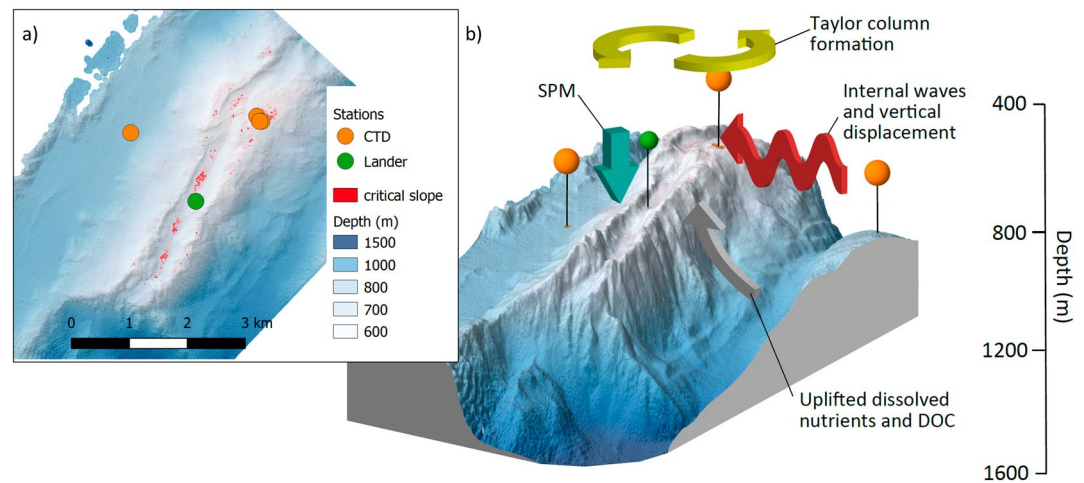 a)
Stations
CTD
Lander
critical slope
Depth (m)
1500
1000
800
700
600
0 1 2 3 km
b)
Taylor column
formation
SPM
Internal waves
and vertical
displacement
Uplifted dissolved
nutrients and DOC
400
800
1200
1600
Depth (m)